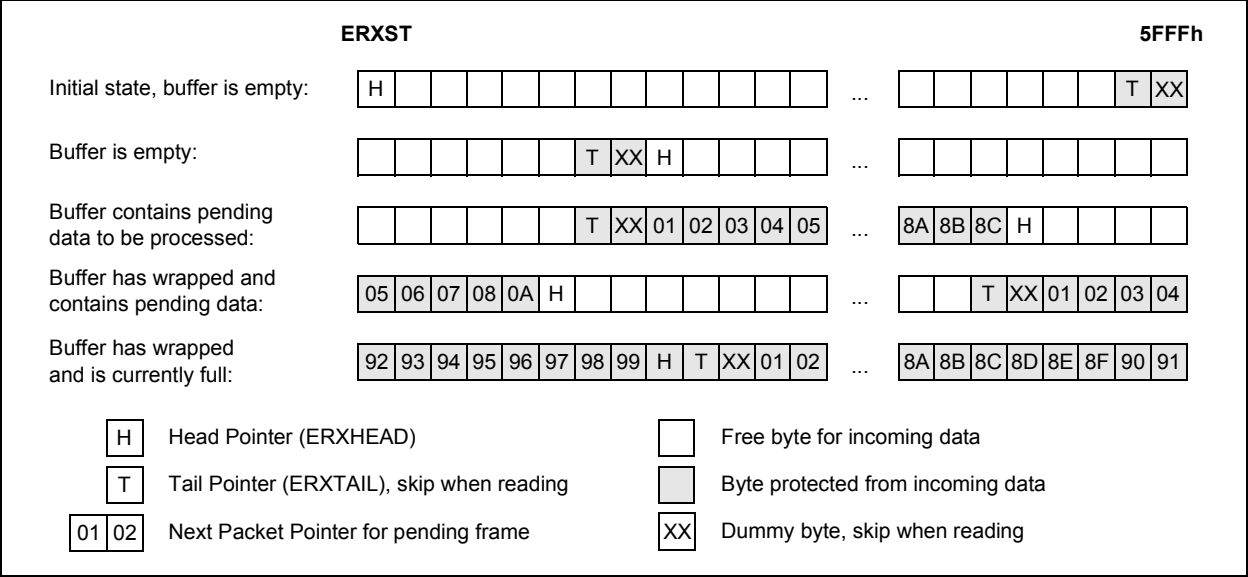 ERXST 5FFFh
Initial state, buffer is empty: H ... T XX
Buffer is empty: T XX H ...
Buffer contains pending
data to be processed: T XX 01 02 03 04 05 ... 8A 8B 8C H
Buffer has wrapped and
contains pending data: 05 06 07 08 0A H ... T XX 01 02 03 04
Buffer has wrapped
and is currently full: 92 93 94 95 96 97 98 99 H T XX 01 02 ... 8A 8B 8C 8D 8E 8F 90 91
H Head Pointer (ERXHEAD) Free byte for incoming data
T Tail Pointer (ERXTAIL), skip when reading Byte protected from incoming data
01 02 Next Packet Pointer for pending frame XX Dummy byte, skip when reading